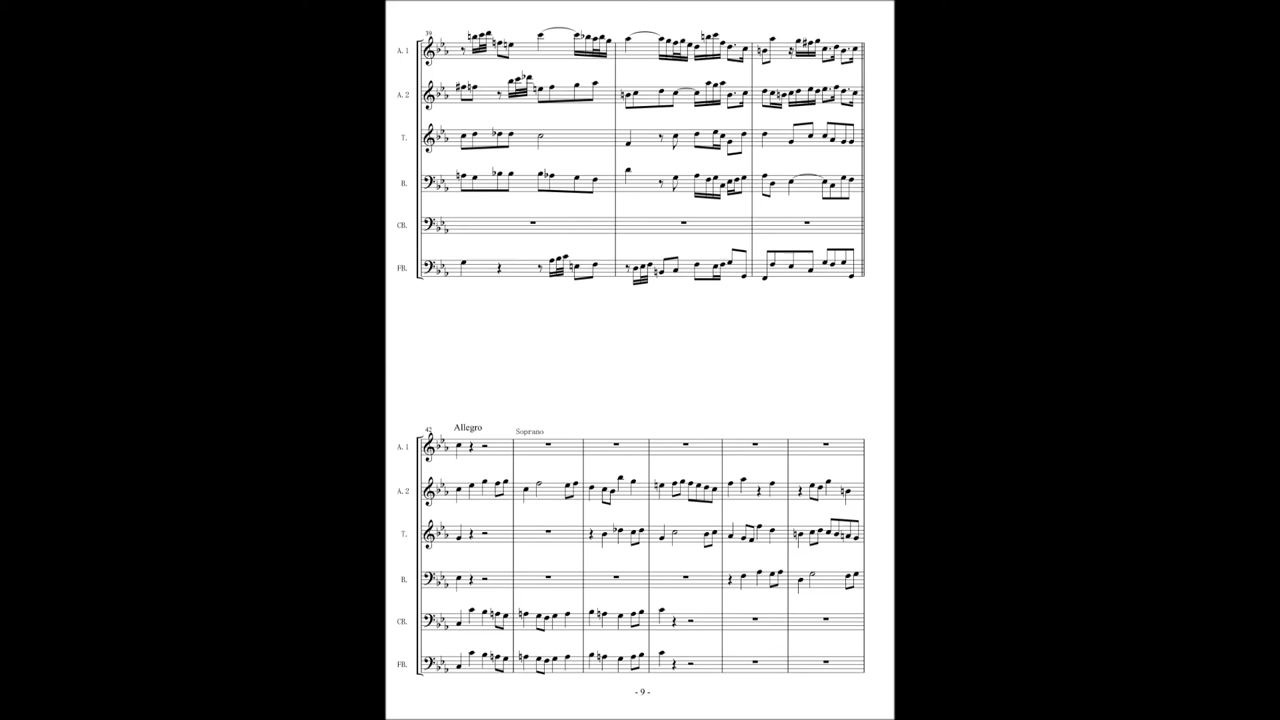 39
A. 1
A. 2
T.
B.
CB.
FB.
42 Allegro
Soprano
A. 1
A. 2
T.
B.
CB.
FB.
- 9 -